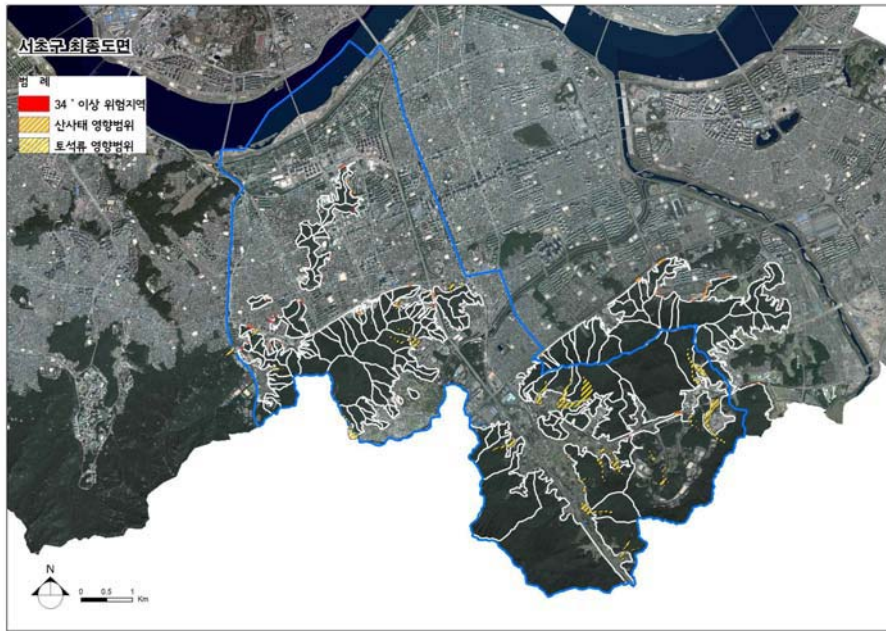 서초구 최종도면
범 례
34˚이상 위험지역
산사태 영향범위
토석류 영향범위
N
0 0.5 1
Km